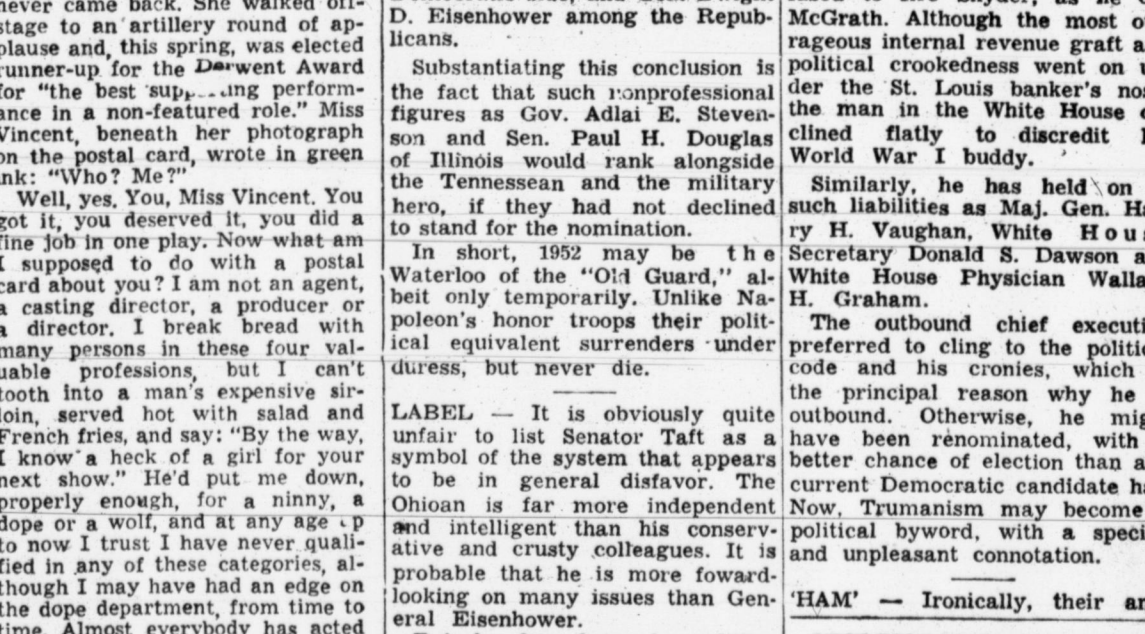 never came back. She walked off-
stage to an artillery round of ap-
plause and, this spring, was elected
runner-up for the Derwent Award
for "the best perform-
ance in a non-featured role." Miss
Vincent, beneath her photograph
on the postal card, wrote in green
ink: "Who? Me?"
Well, yes. You, Miss Vincent. You
got it, you deserved it, you did a
fine job in one play. Now what am
I supposed to do with a postal
card about you? I am not an agent,
a casting director, a producer or
a director. I break bread with
many persons in these four val-
uable professions, but I can't
tooth into a man's expensive sir-
loin, served hot with salad and
French fries, and say: "By the way,
I know a heck of a girl for your
next show." He'd put me down,
properly enough, for a ninny, a
dope or a wolf, and at any age up
to now I trust I have never quali-
fied in any of these categories, al-
though I may have had an edge on
the dope department, from time to
time. Almost everybody has acted
D. Eisenhower among the Repub-
licans.
Substantiating this conclusion is
the fact that such nonprofessional
figures as Gov. Adlai E. Steven-
son and Sen. Paul H. Douglas
of Illinois would rank alongside
the Tennessean and the military
hero, if they had not declined
to stand for the nomination.
In short, 1952 may be the
Waterloo of the "Old Guard," al-
beit only temporarily. Unlike Na-
poleon's honor troops their polit-
ical equivalent surrenders under
duress, but never die.
LABEL — It is obviously quite
unfair to list Senator Taft as a
symbol of the system that appears
to be in general disfavor. The
Ohioan is far more independent
and intelligent than his conserv-
ative and crusty colleagues. It is
probable that he is more foward-
looking on many issues than Gen-
eral Eisenhower.
McGrath. Although the most
rageous internal revenue graft
political crookedness went on
der the St. Louis banker's
the man in the White House
clined flatly to discredit
World War I buddy.
Similarly, he has held on
such liabilities as Maj. Gen.
ry H. Vaughan, White
Secretary Donald S. Dawson
White House Physician
H. Graham.
The outbound chief
preferred to cling to the
code and his cronies, which
the principal reason why he
outbound. Otherwise, he
have been renominated, with
better chance of election than
current Democratic candidate
Now, Trumanism may become
political byword, with a
and unpleasant connotation.
'HAM' — Ironically, their